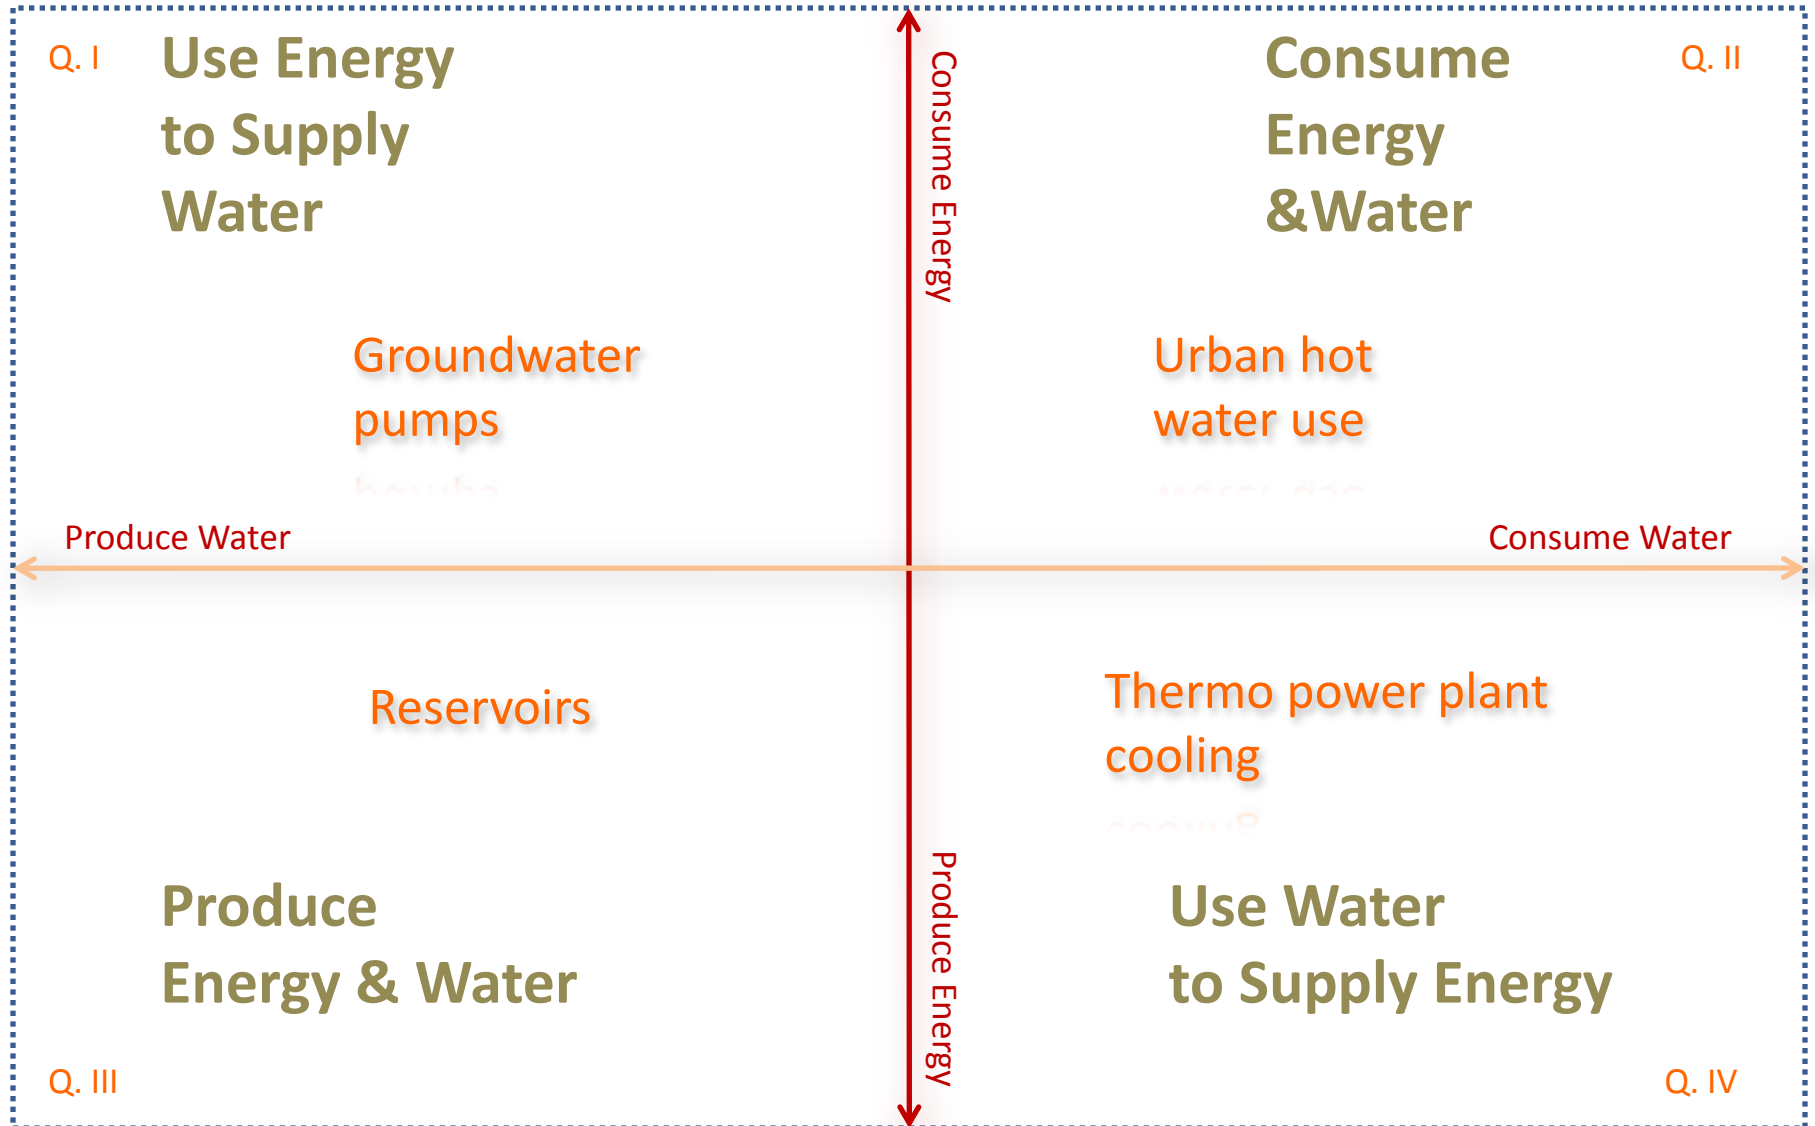 Q. I
Use Energy
to Supply
Water
Consume
Energy
&Water
Q. II
Consume Energy
Groundwater
pumps
Urban hot
water use
Produce Water
Consume Water
Reservoirs
Thermo power plant
cooling
Produce Energy
Produce
Energy & Water
Use Water
to Supply Energy
Q. III
Q. IV